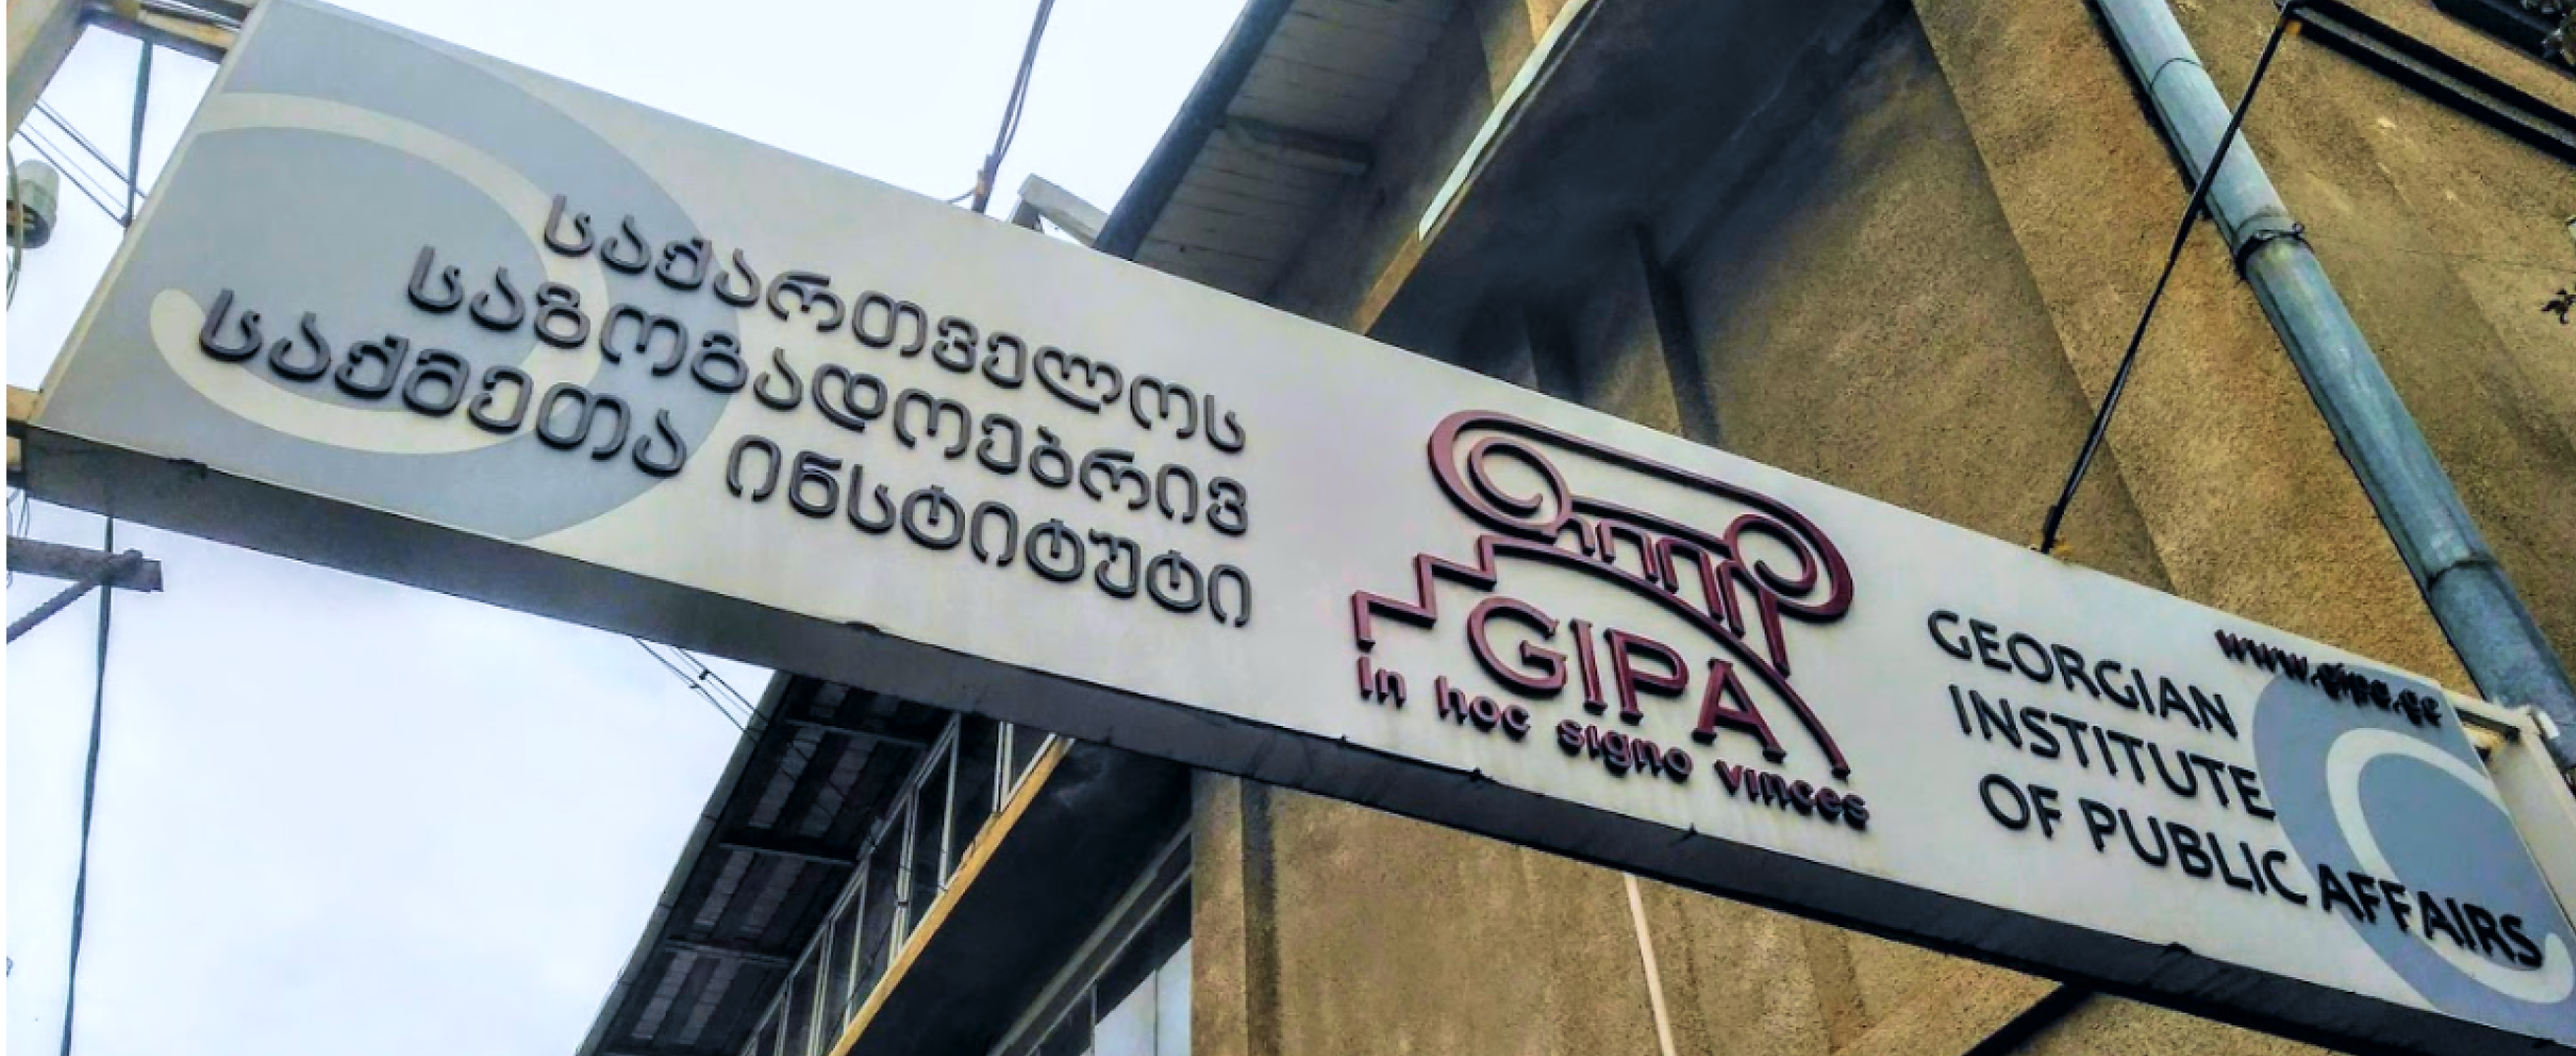 საქართველოს
საზოგადოებრივ
საქმეთა ინსტიტუტი
GIPA
In hoc signo vinces
www.gipa.ge
GEORGIAN
INSTITUTE
OF PUBLIC AFFAIRS